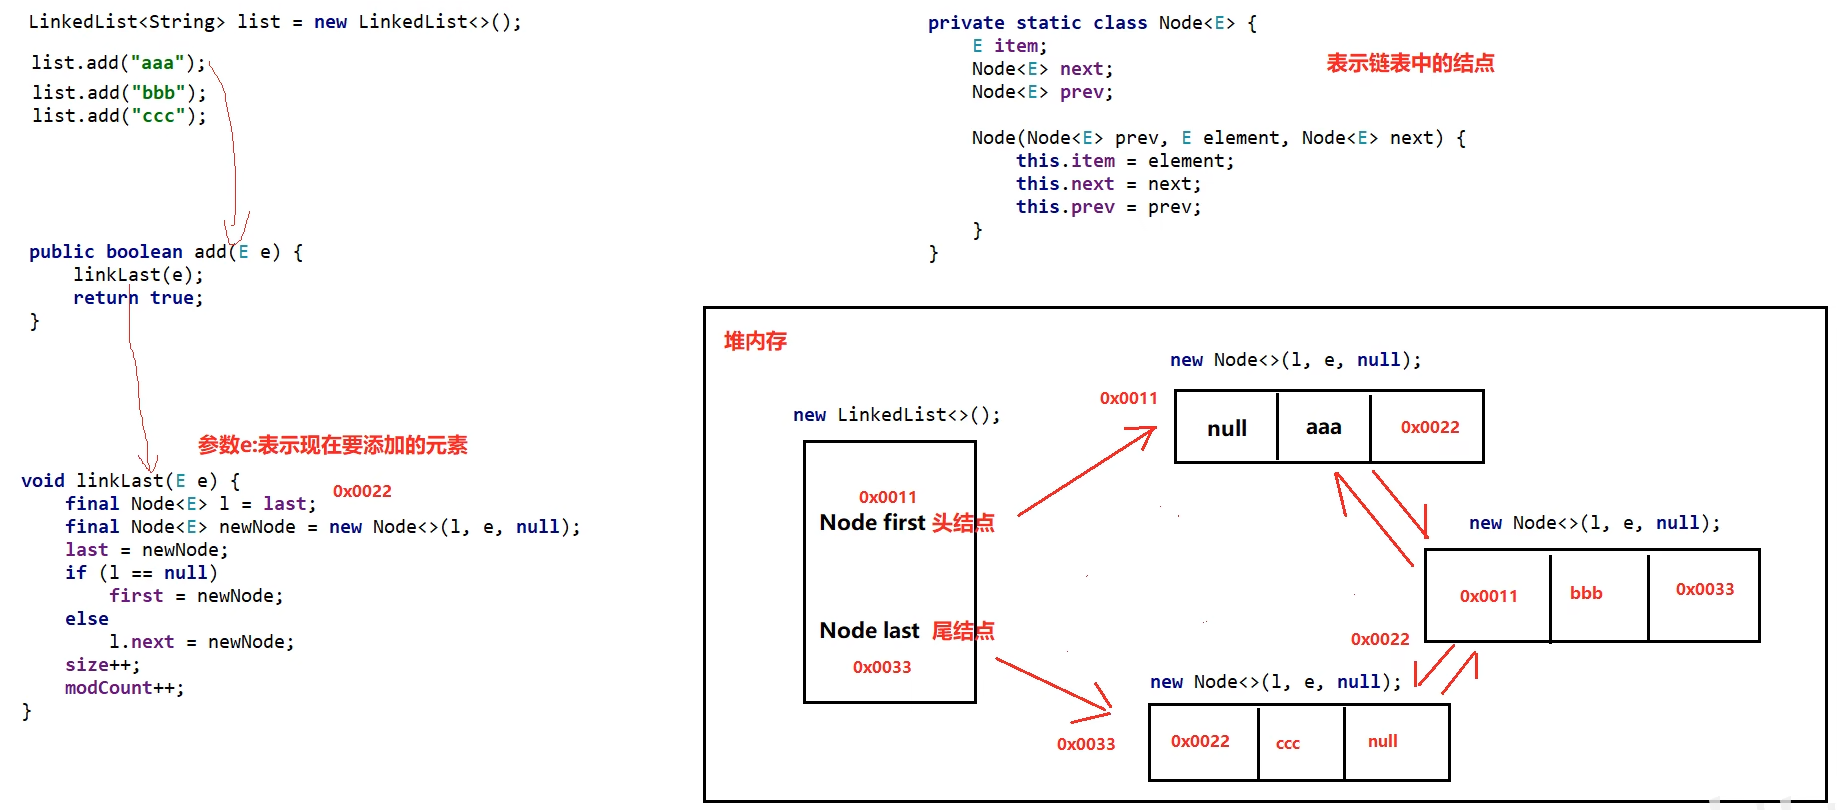 LinkedList<String> list = new LinkedList<>();
list.add("aaa");
list.add("bbb");
list.add("ccc");
public boolean add(E e) {
linkLast(e);
return true;
}
参数e:表示现在要添加的元素
void linkLast(E e) {
final Node<E> l = last;
0x0022
final Node<E> newNode = new Node<>(l, e, null);
last = newNode;
if (l == null)
first = newNode;
else
l.next = newNode;
size++;
modCount++;
}
private static class Node<E> {
E item;
Node<E> next;
Node<E> prev;
表示链表中的结点
Node(Node<E> prev, E element, Node<E> next) {
this.item = element;
this.next = next;
this.prev = prev;
}
}
堆内存
new LinkedList<>();
0x0011
Node first 头结点
Node last 尾结点
0x0033
new Node<>(l, e, null);
0x0011
null aaa 0x0022
new Node<>(l, e, null);
0x0011 bbb 0x0033
0x0022
new Node<>(l, e, null);
0x0033
0x0022 ccc null